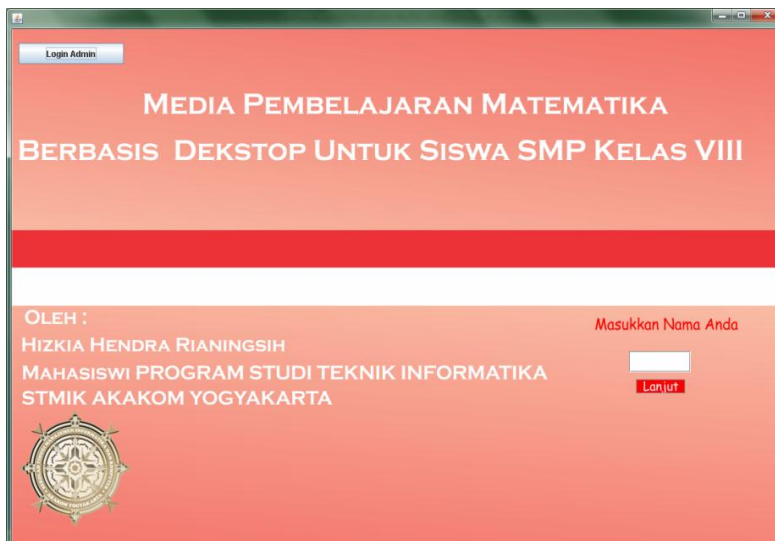 Login Admin
MEDIA PEMBELAJARAN MATEMATIKA
BERBASIS DEKSTOP UNTUK SISWA SMP KELAS VIII
OLEH :
HIZKIA HENDRA RIANINGSIH
MAHASISWI PROGRAM STUDI TEKNIK INFORMATIKA
STMIK AKAKOM YOGYAKARTA
Masukkan Nama Anda
Lanjut